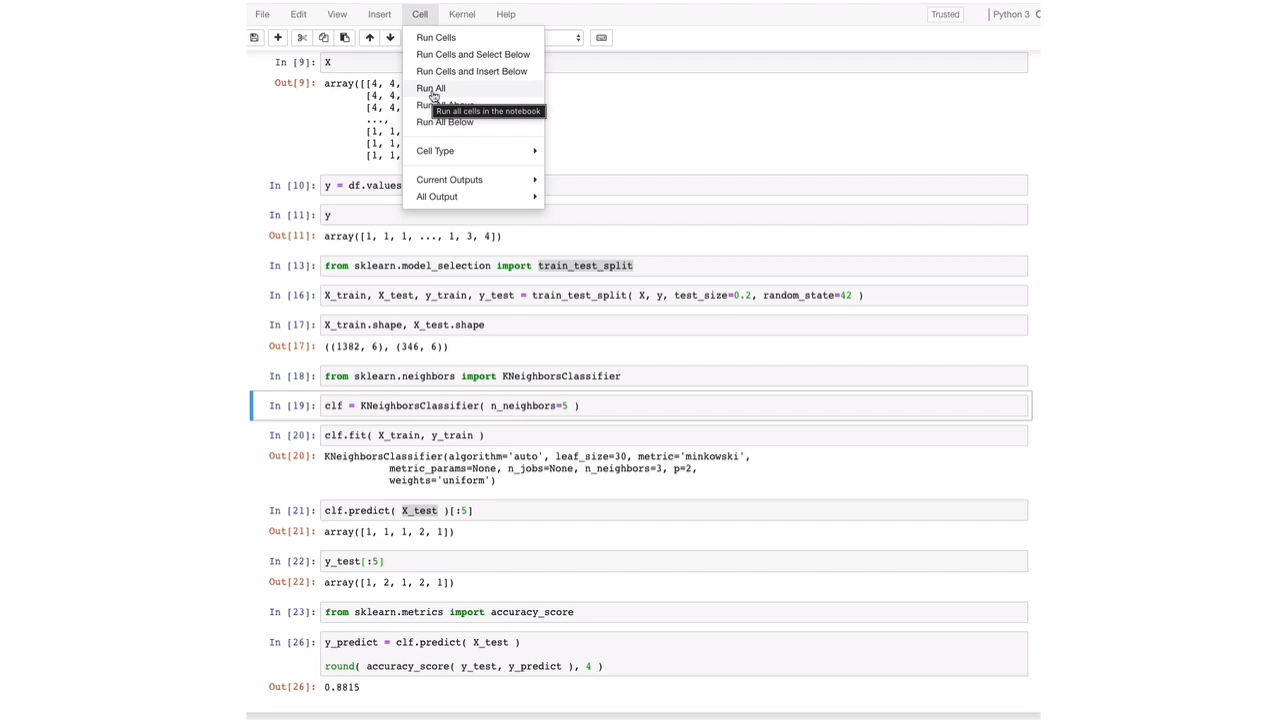 File Edit View Insert Cell Kernel Help Trusted Python 3
Run Cells
Run Cells and Select Below
Run Cells and Insert Below
Run All
Run all cells in the notebook
Run All Below
Cell Type
Current Outputs
All Output
In [9]: X
Out[9]: array([[4, 4,
[4, 4,
[4, 4,
...,
[1, 1,
[1, 1,
[1, 1,
In [10]: y = df.values
In [11]: y
Out[11]: array([1, 1, 1, ..., 1, 3, 4])
In [13]: from sklearn.model_selection import train_test_split
In [16]: X_train, X_test, y_train, y_test = train_test_split( X, y, test_size=0.2, random_state=42 )
In [17]: X_train.shape, X_test.shape
Out[17]: ((1382, 6), (346, 6))
In [18]: from sklearn.neighbors import KNeighborsClassifier
In [19]: clf = KNeighborsClassifier( n_neighbors=5 )
In [20]: clf.fit( X_train, y_train )
Out[20]: KNeighborsClassifier(algorithm='auto', leaf_size=30, metric='minkowski',
metric_params=None, n_jobs=None, n_neighbors=3, p=2,
weights='uniform')
In [21]: clf.predict( X_test )[:5]
Out[21]: array([1, 1, 1, 2, 1])
In [22]: y_test[:5]
Out[22]: array([1, 2, 1, 2, 1])
In [23]: from sklearn.metrics import accuracy_score
In [26]: y_predict = clf.predict( X_test )
round( accuracy_score( y_test, y_predict ), 4 )
Out[26]: 0.8815